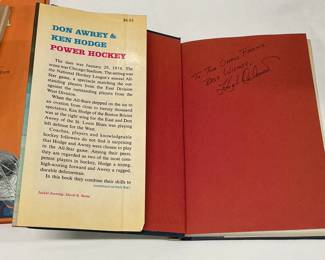 $6.95
DON AWREY &
KEN HODGE
POWER HOCKEY
The date was January 20, 1974. The
scene was Chicago Stadium. The setting was
the National Hockey League's annual All-
Star game, a spectacle matching the out-
standing players from the East Division
against the outstanding players from the
West Division.
When the All-Stars stepped on the ice to
an ovation from close to twenty thousand
spectators, Ken Hodge of the Boston Bruins
was at the right wing for the East and Don
Awrey of the St. Louis Blues was playing
left defense for the West.
Coaches, players and knowledgeable
hockey followers do not find it surprising
that Hodge and Awrey were chosen to play
in the All-Star game. Among their peers,
they are regarded as two of the most com-
petent players in hockey, Hodge a strong,
high-scoring forward and Awrey a rugged,
durable defenseman.
In this book they combine their skills to
(continued on back flap)
To The
Best Wishes,